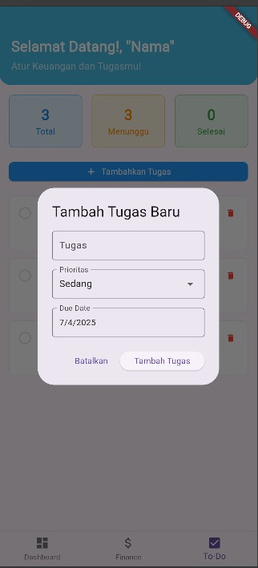 DEBUG
Selamat Datang!, "Nama"
Atur Keuangan dan Tugasmu!
3
Total
3
Menunggu
0
Selesai
+ Tambahkan Tugas
Tambah Tugas Baru
Tugas
Prioritas
Sedang
Due Date
7/4/2025
Batalkan
Tambah Tugas
Dashboard
Finance
To-Do